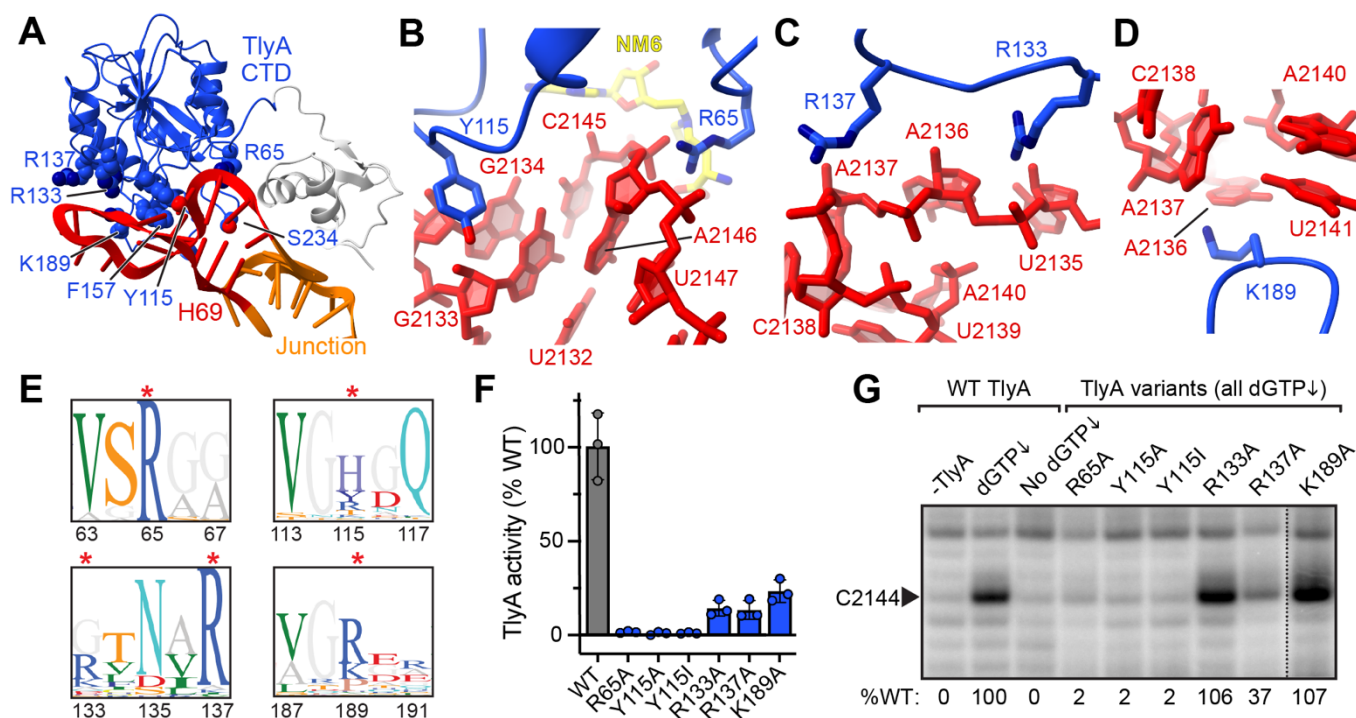 A
TlyA
CTD
R137
R133
R65
S234
K189
F157
Y115
H69
Junction
B
NM6
Y115
C2145
R65
G2134
A2146
U2147
G2133
U2132
C
R133
R137
A2136
A2137
U2135
A2140
C2138
U2139
D
C2138
A2140
A2137
A2136
U2141
K189
E
* *
V S R G G
A A
63 65 67
V G H G Q
Y D
R
113 115 117
* * *
G T N A R
R V V
K L D I
S L
133 135 137
V G R E R
A K D E
L
187 189 191
F
TlyA activity (% WT)
100
50
0
WT
R65A
Y115A
Y115I
R133A
R137A
K189A
G
WT TlyA
TlyA variants (all dGTP↓)
-TlyA
dGTP↓
No dGTP↓
R65A
Y115A
Y115I
R133A
R137A
K189A
C2144
%WT: 0 100 0 2 2 2 106 37 107